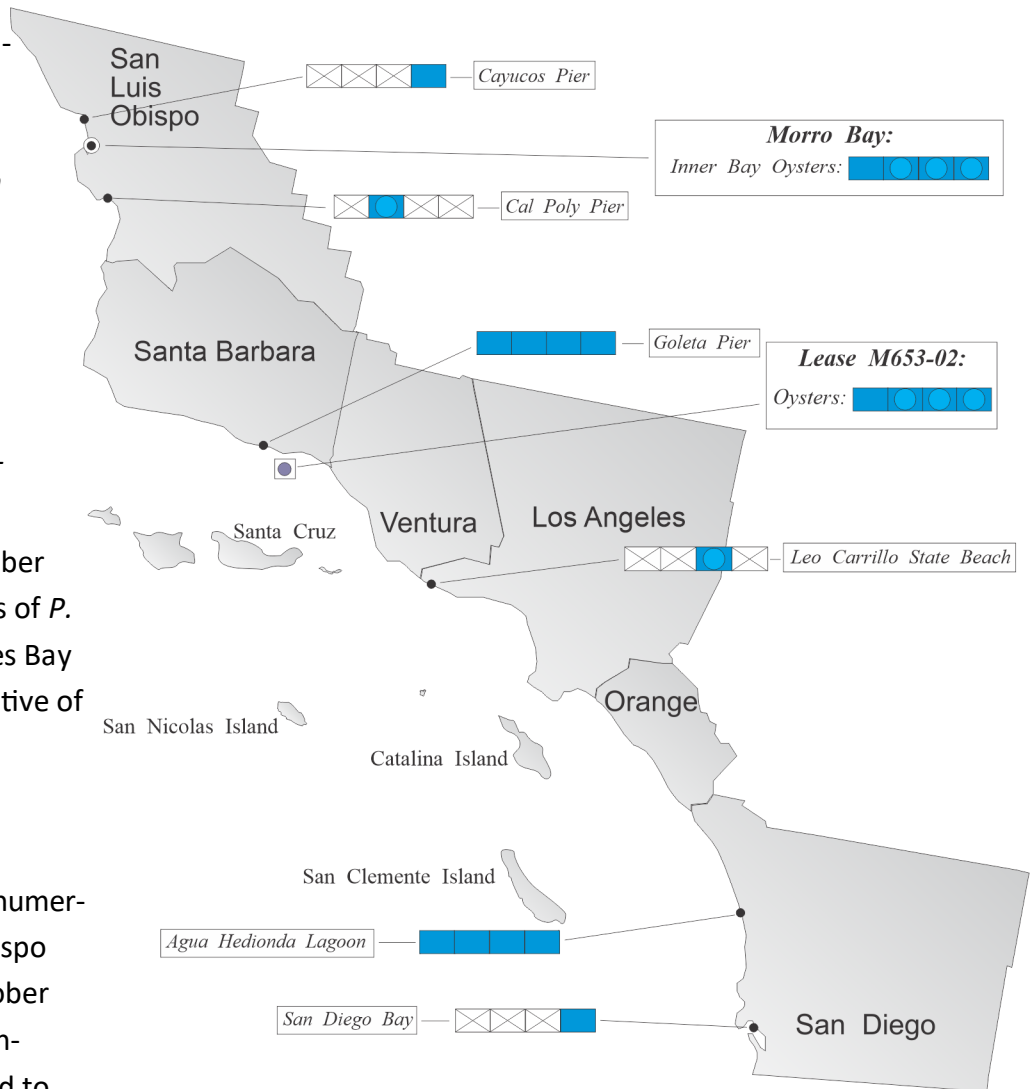 -
San
Luis
Obispo
Cayucos Pier
Morro Bay:
Inner Bay Oysters:
Cal Poly Pier
Santa Barbara
Goleta Pier
Lease M653-02:
Oysters:
-
Santa Cruz
Ventura
Los Angeles
Leo Carrillo State Beach
ber
s of P.
es Bay
tive of
Orange
San Nicolas Island
Catalina Island
San Clemente Island
numer-
ispo
Agua Hedionda Lagoon
ober
San Diego Bay
San Diego
n-
d to